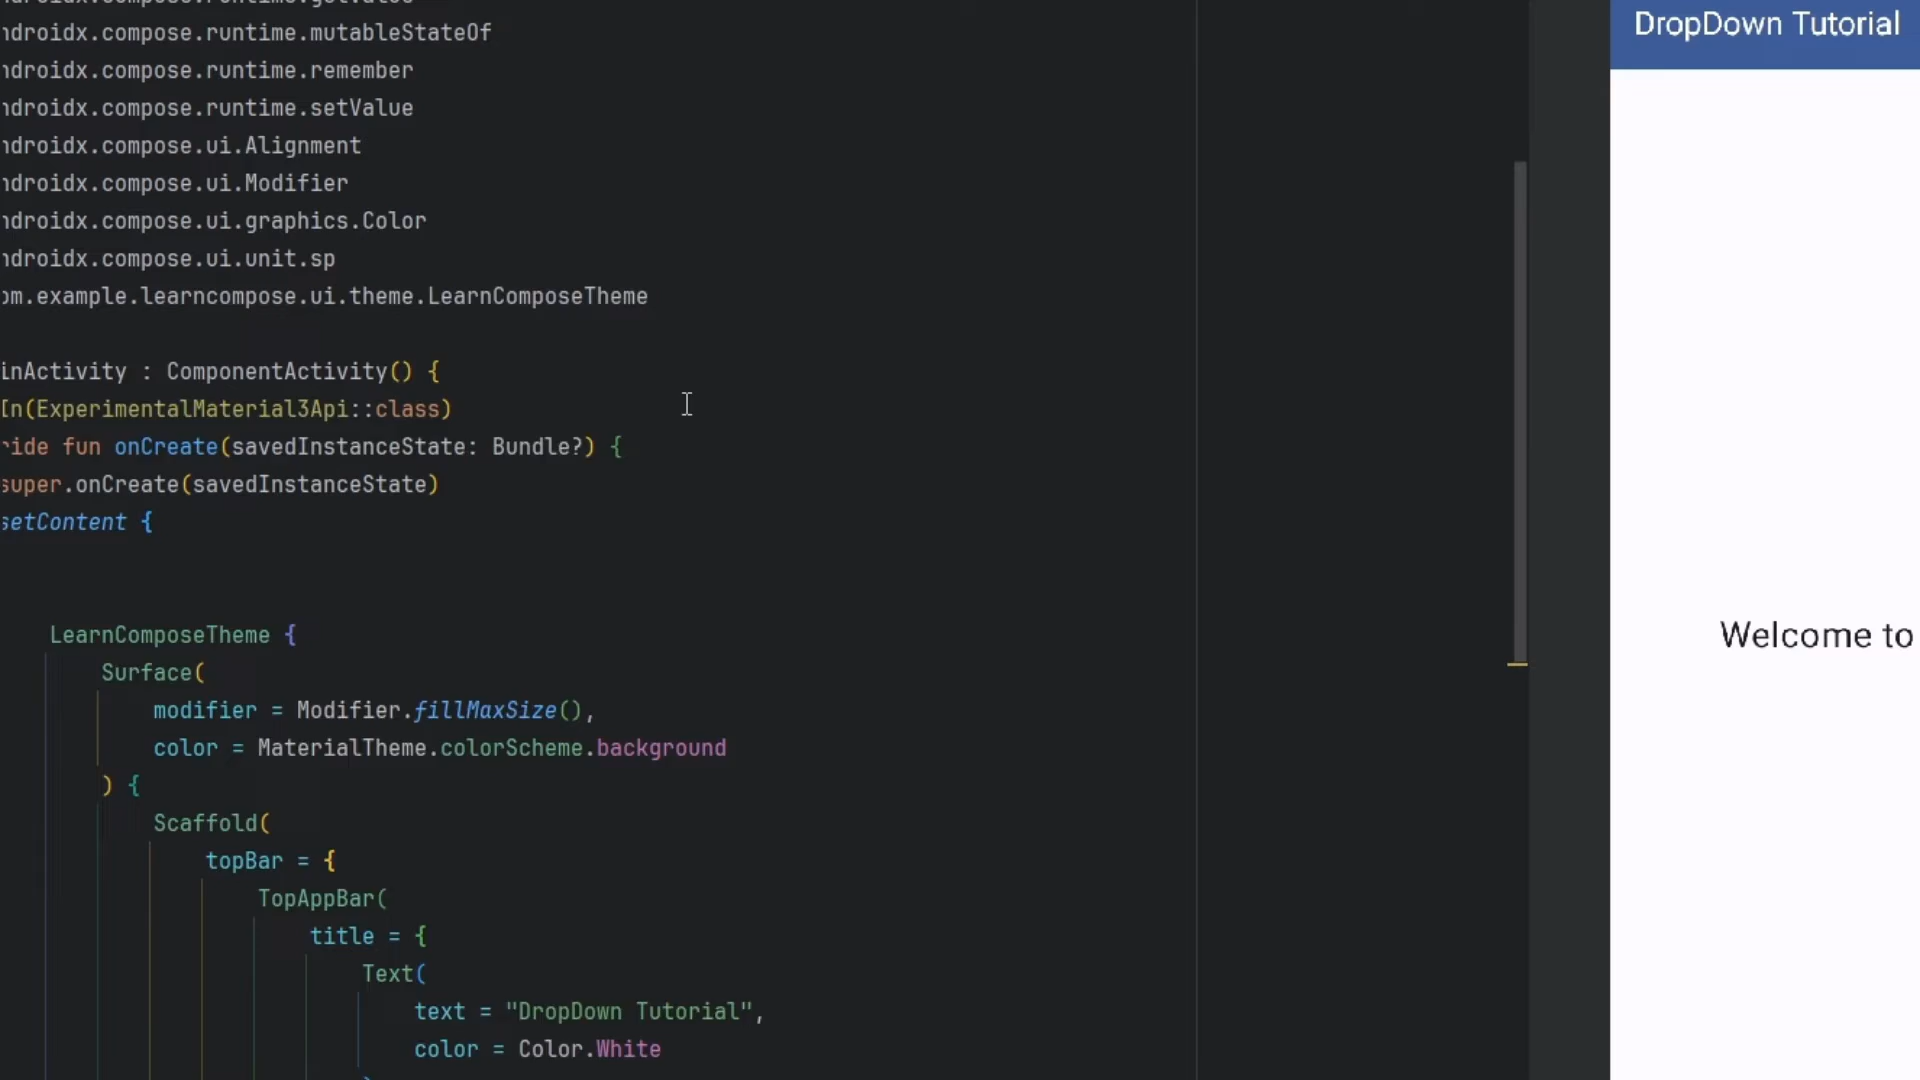 ndroidx.compose.runtime.mutableStateOf
ndroidx.compose.runtime.remember
ndroidx.compose.runtime.setValue
ndroidx.compose.ui.Alignment
ndroidx.compose.ui.Modifier
ndroidx.compose.ui.graphics.Color
ndroidx.compose.ui.unit.sp
om.example.learncompose.ui.theme.LearnComposeTheme
inActivity : ComponentActivity() {
In(ExperimentalMaterial3Api::class)
ride fun onCreate(savedInstanceState: Bundle?) {
super.onCreate(savedInstanceState)
setContent {
LearnComposeTheme {
Surface(
modifier = Modifier.fillMaxSize(),
color = MaterialTheme.colorScheme.background
) {
Scaffold(
topBar = {
TopAppBar(
title = {
Text(
text = "DropDown Tutorial",
color = Color.White
DropDown Tutorial
Welcome to